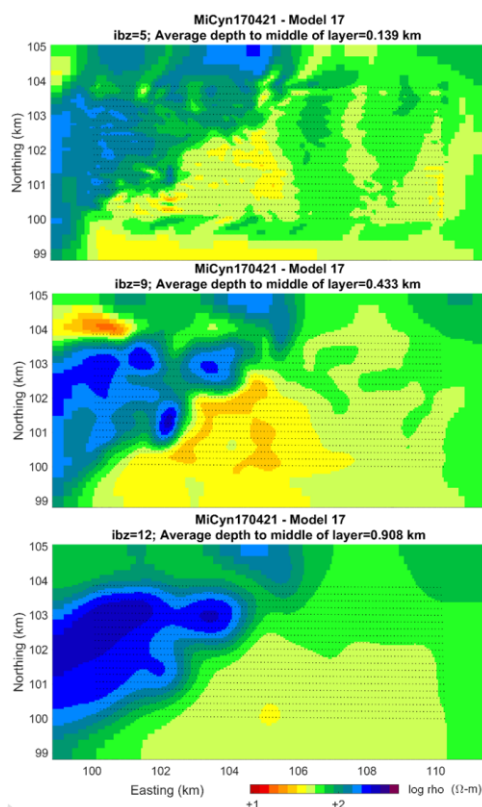 MiCyn170421 - Model 17
ibz=5; Average depth to middle of layer=0.139 km
105
104
103
102
101
100
99
Northing (km)
MiCyn170421 - Model 17
ibz=9; Average depth to middle of layer=0.433 km
105
104
103
102
101
100
99
Northing (km)
MiCyn170421 - Model 17
ibz=12; Average depth to middle of layer=0.908 km
105
104
103
102
101
100
99
Northing (km)
100 102 104 106 108 110
Easting (km)
log rho (Ω-m)
+1 +2